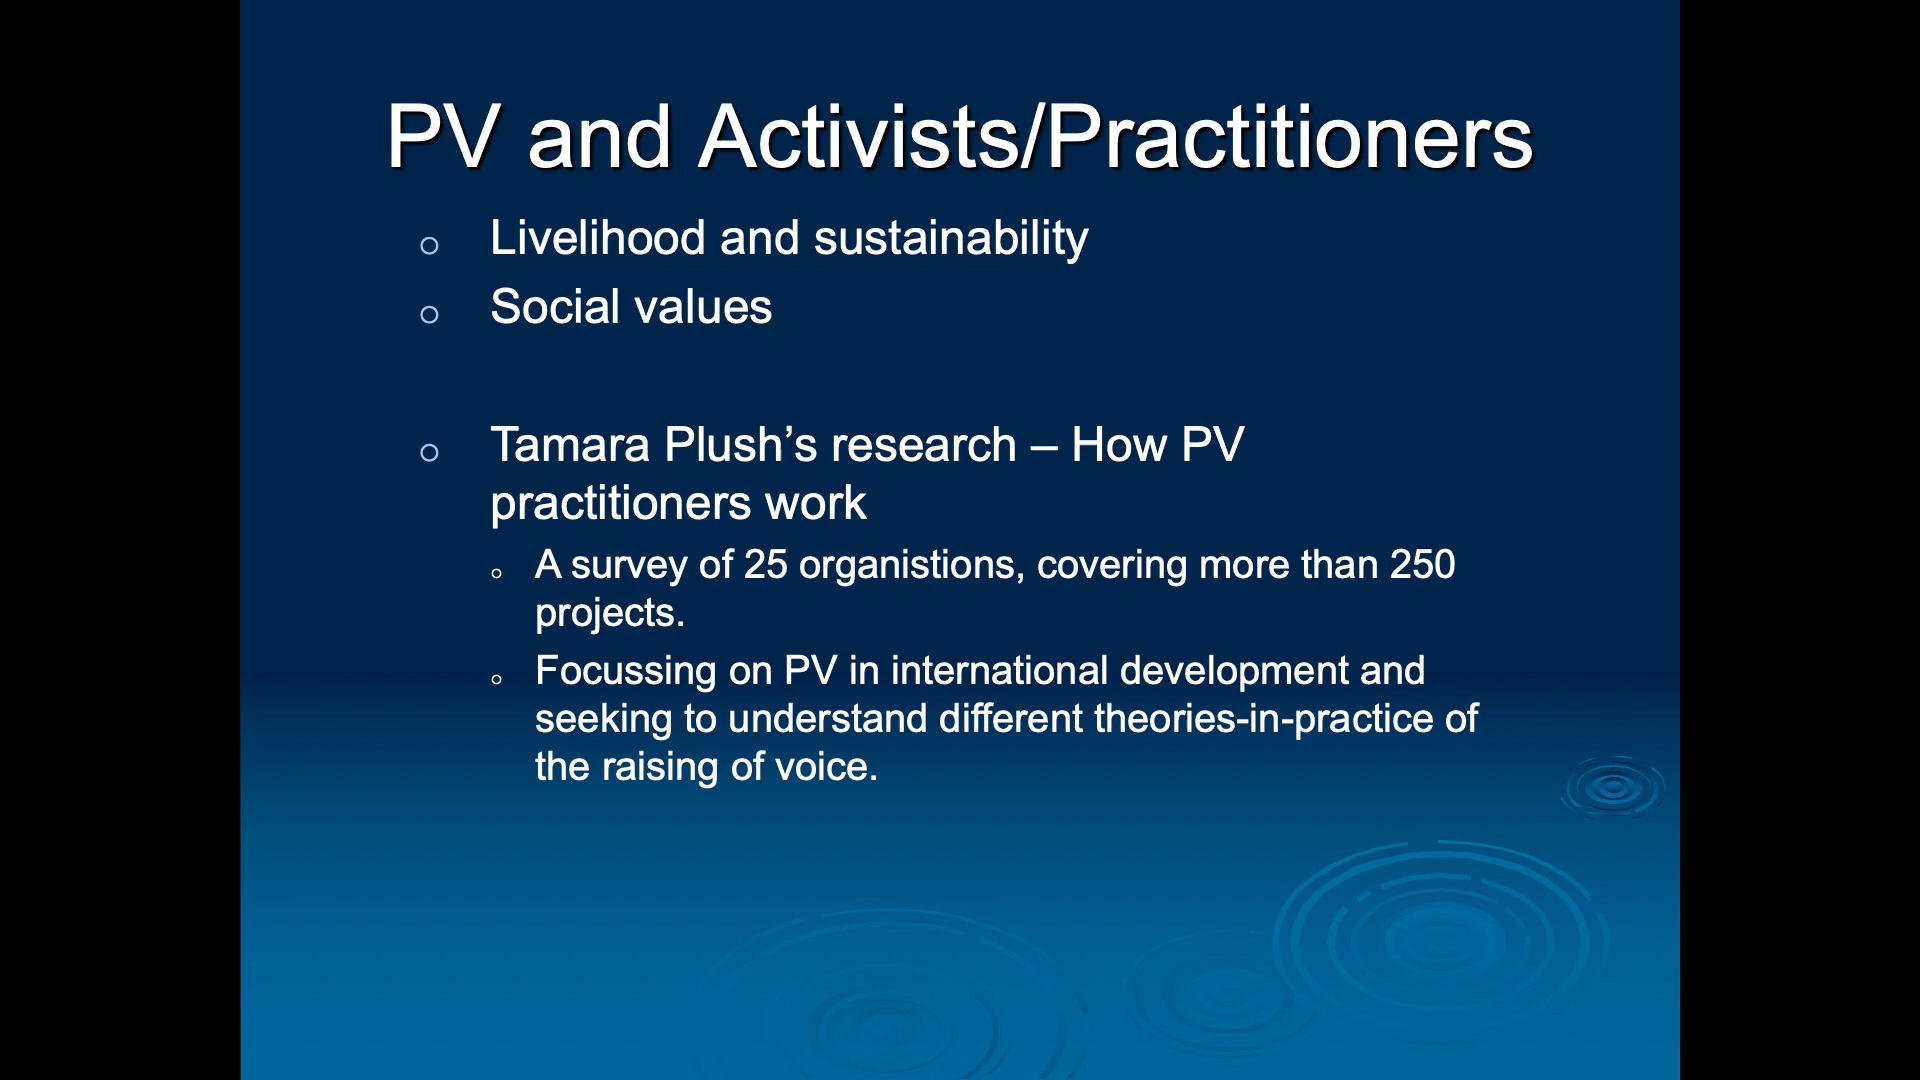 PV and Activists/Practitioners
Livelihood and sustainability
Social values
Tamara Plush’s research – How PV
practitioners work
A survey of 25 organistions, covering more than 250
projects.
Focussing on PV in international development and
seeking to understand different theories-in-practice of
the raising of voice.